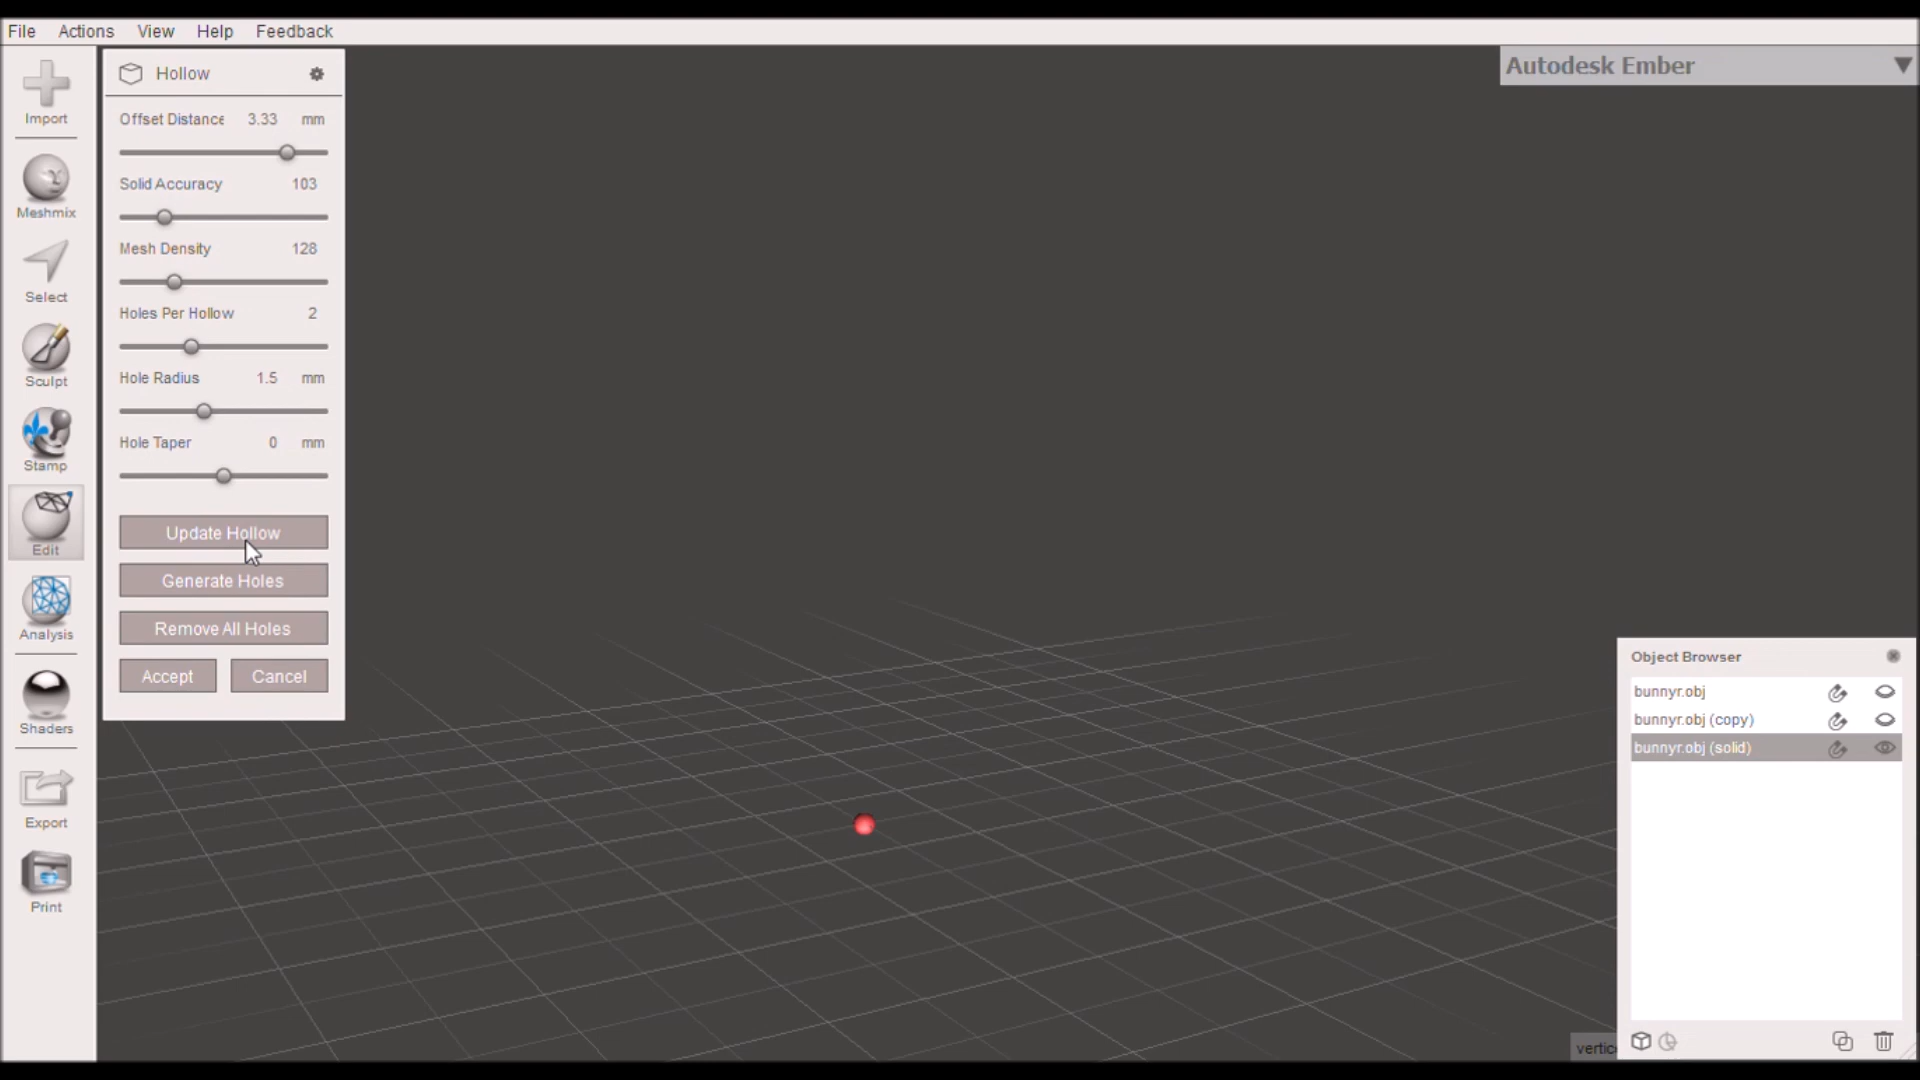 File Actions View Help Feedback
Import
Meshmix
Select
Sculpt
Stamp
Edit
Analysis
Shaders
Export
Print
Hollow
Offset Distance 3.33 mm
Solid Accuracy 103
Mesh Density 128
Holes Per Hollow 2
Hole Radius 1.5 mm
Hole Taper 0 mm
Update Hollow
Generate Holes
Remove All Holes
Accept Cancel
Autodesk Ember
Object Browser
bunnyr.obj
bunnyr.obj (copy)
bunnyr.obj (solid)